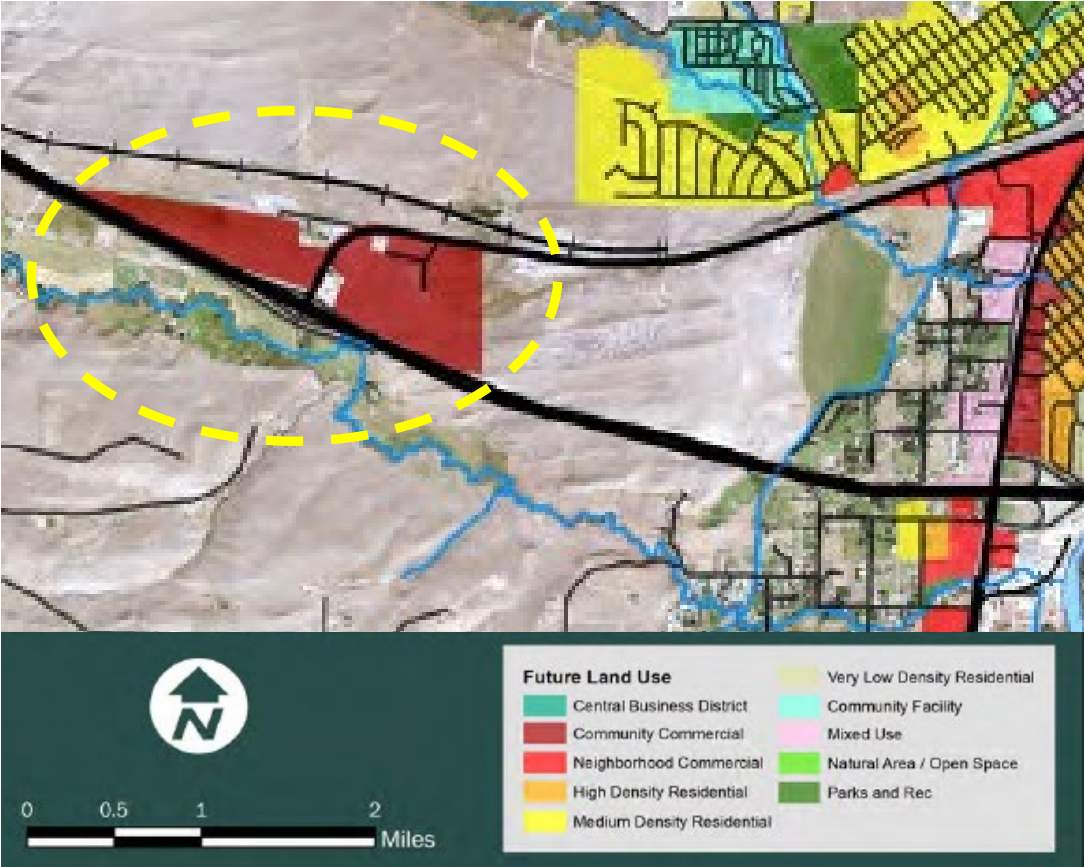 N
0 0.5 1 2
Miles
Future Land Use
Central Business District
Community Commercial
Neighborhood Commercial
High Density Residential
Medium Density Residential
Very Low Density Residential
Community Facility
Mixed Use
Natural Area / Open Space
Parks and Rec